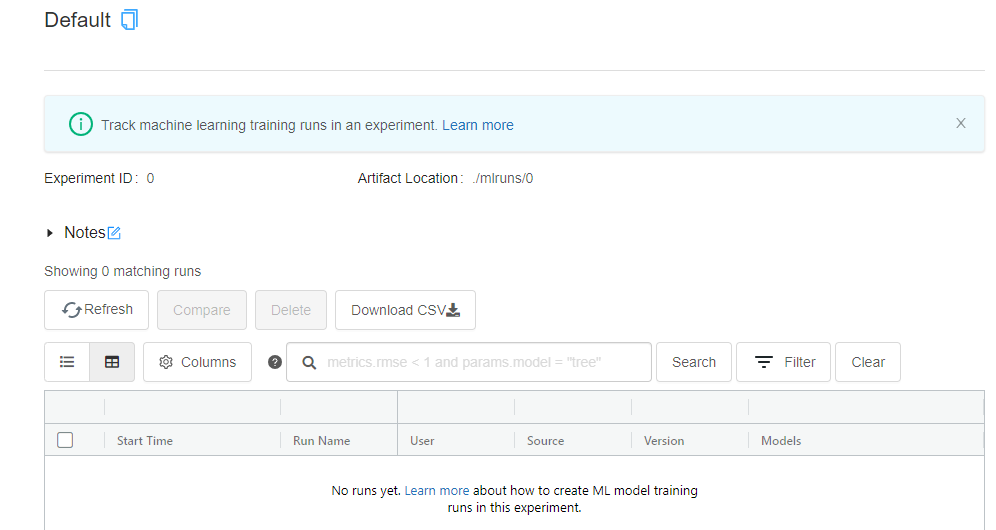 Default
Track machine learning training runs in an experiment. Learn more
X
Experiment ID: 0 Artifact Location: ./mlruns/0
Notes
Showing 0 matching runs
Refresh Compare Delete Download CSV
Columns ? metrics.rmse < 1 and params.model = "tree" Search Filter Clear
Start Time Run Name User Source Version Models
No runs yet. Learn more about how to create ML model training
runs in this experiment.